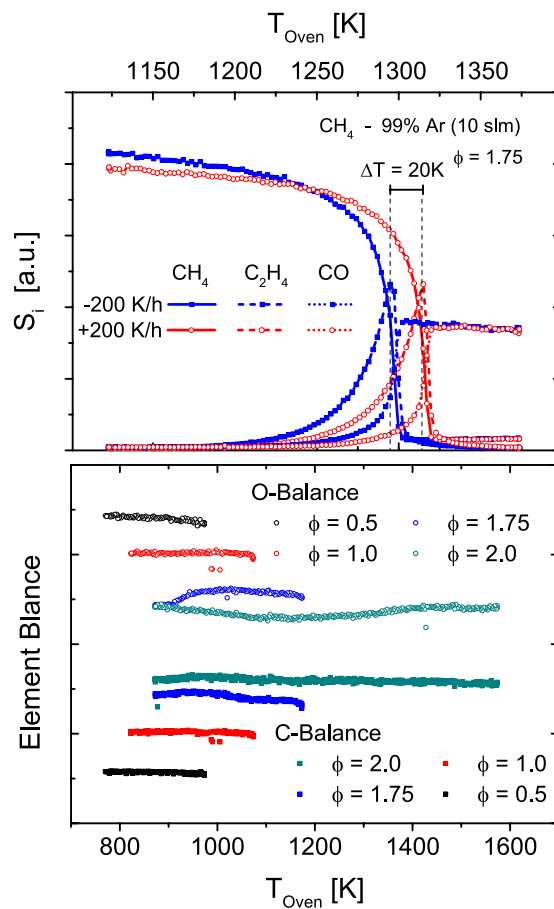 T_Oven [K]
1150 1200 1250 1300 1350
CH₄ - 99% Ar (10 slm)
ϕ = 1.75
ΔT = 20K
CH₄ C₂H₄ CO
-200 K/h
+200 K/h
S_i [a.u.]
O-Balance
ϕ = 0.5 ϕ = 1.75
ϕ = 1.0 ϕ = 2.0
Element Blance
C-Balance
ϕ = 2.0 ϕ = 1.0
ϕ = 1.75 ϕ = 0.5
800 1000 1200 1400 1600
T_Oven [K]